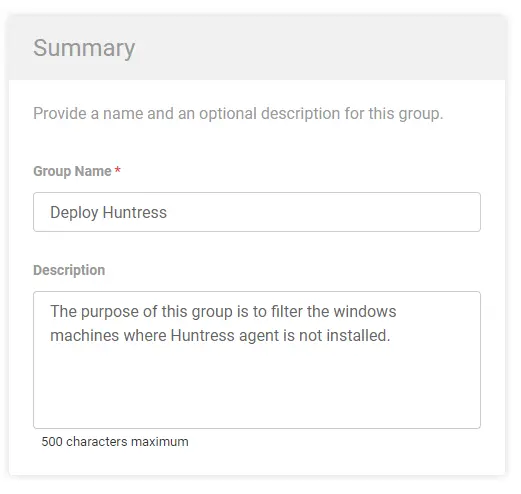 Summary
Provide a name and an optional description for this group.
Group Name *
Deploy Huntress
Description
The purpose of this group is to filter the windows
machines where Huntress agent is not installed.
500 characters maximum